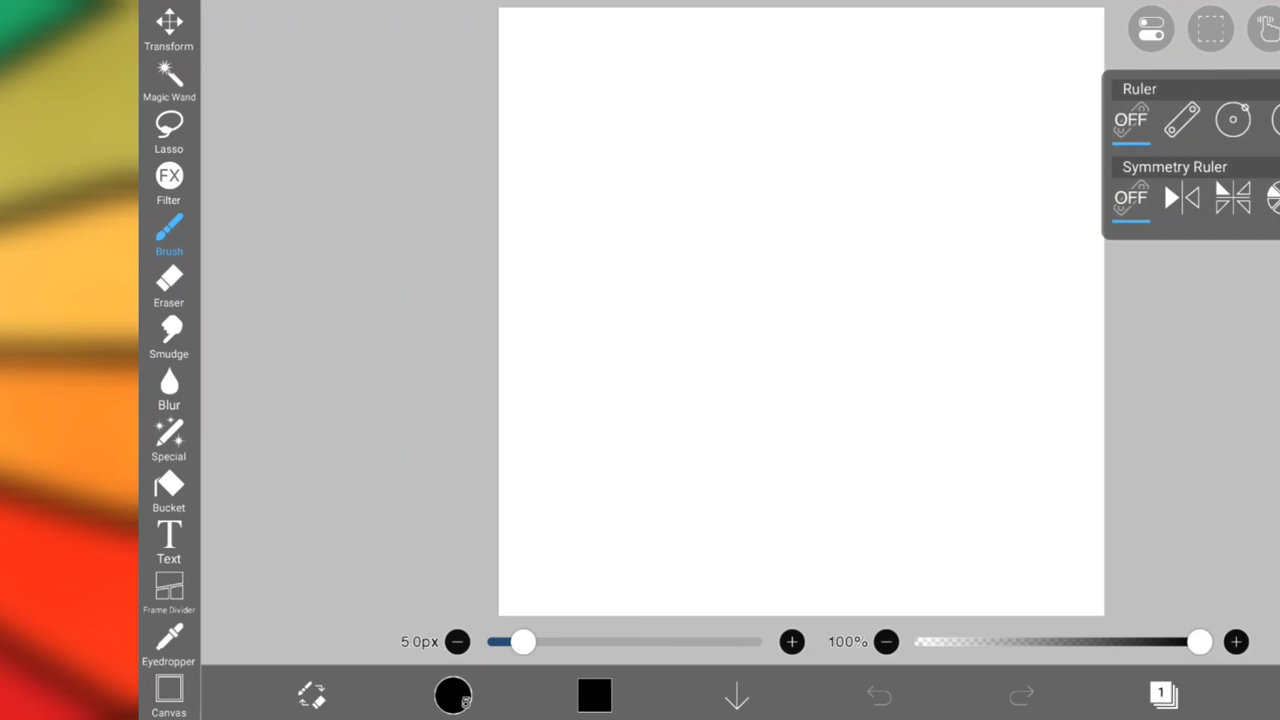 Transform
Magic Wand
Lasso
FX
Filter
Brush
Eraser
Smudge
Blur
Special
Bucket
T
Text
Frame Divider
Eyedropper
Canvas
Ruler
OFF
Symmetry Ruler
OFF
5.0px
100%
1